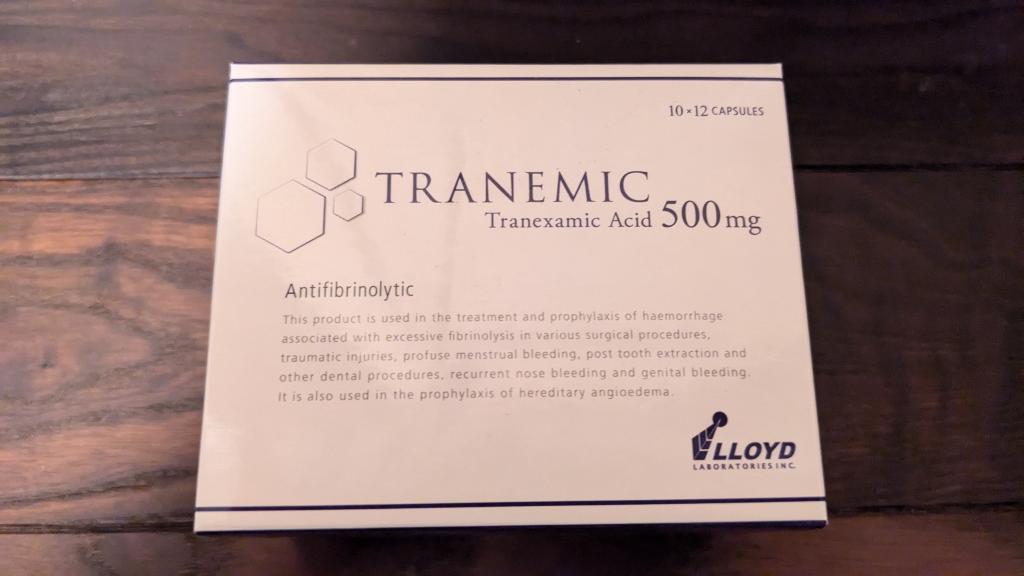 10×12 CAPSULES
TRANEMIC
Tranexamic Acid 500mg
Antifibrinolytic
This product is used in the treatment and prophylaxis of haemorrhage
associated with excessive fibrinolysis in various surgical procedures,
traumatic injuries, profuse menstrual bleeding, post tooth extraction and
other dental procedures, recurrent nose bleeding and genital bleeding.
It is also used in the prophylaxis of hereditary angioedema.
LLOYD
LABORATORIES INC.